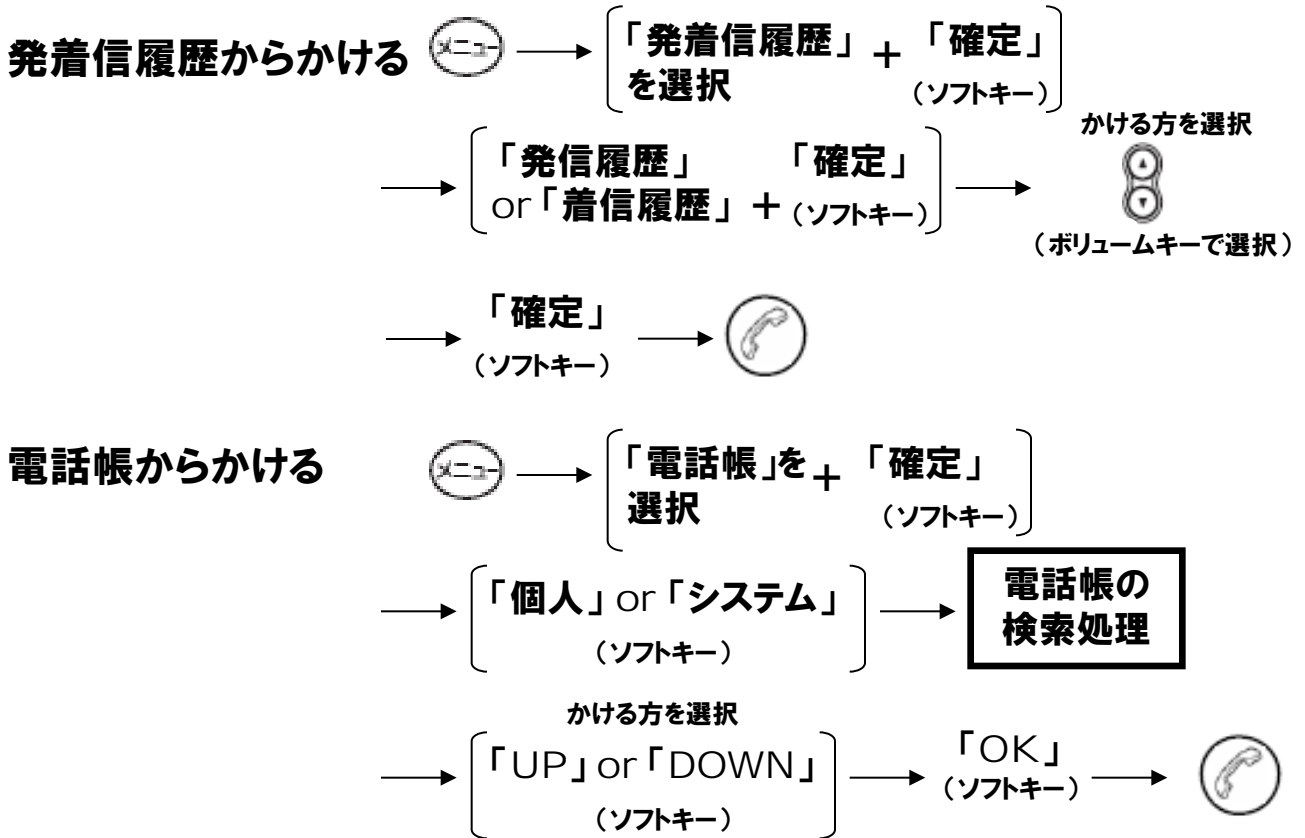 発着信履歴からかける メニュー 「発着信履歴」を選択 + 「確定」(ソフトキー)
「発信履歴」or「着信履歴」 + 「確定」(ソフトキー) かける方を選択 (ボリュームキーで選択)
「確定」
(ソフトキー)
電話帳からかける メニュー 「電話帳」を選択 + 「確定」(ソフトキー)
「個人」or「システム」
(ソフトキー)
電話帳の
検索処理
かける方を選択
「UP」or「DOWN」
(ソフトキー)
「OK」
(ソフトキー)